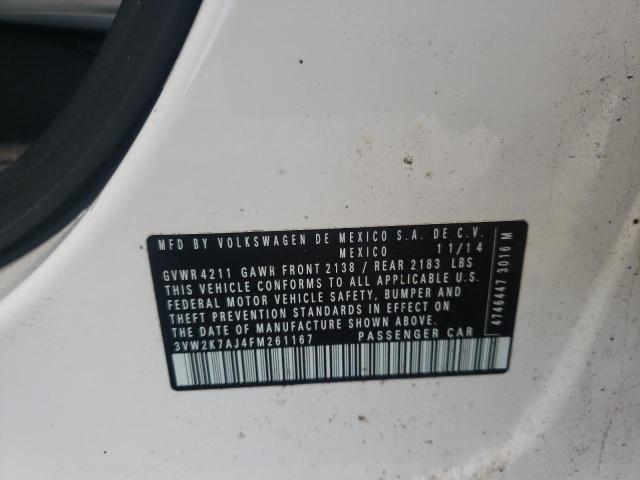 MFD BY VOLKSWAGEN DE MEXICO S.A. DE C.V.
MEXICO 11/14
GVWR 4211 GAWR FRONT 2138 / REAR 2183 LBS
THIS VEHICLE CONFORMS TO ALL APPLICABLE U.S.
FEDERAL MOTOR VEHICLE SAFETY, BUMPER AND
THEFT PREVENTION STANDARDS IN EFFECT ON
THE DATE OF MANUFACTURE SHOWN ABOVE.
3VW2K7AJ4FM261167 PASSENGER CAR
4746447 3016 M